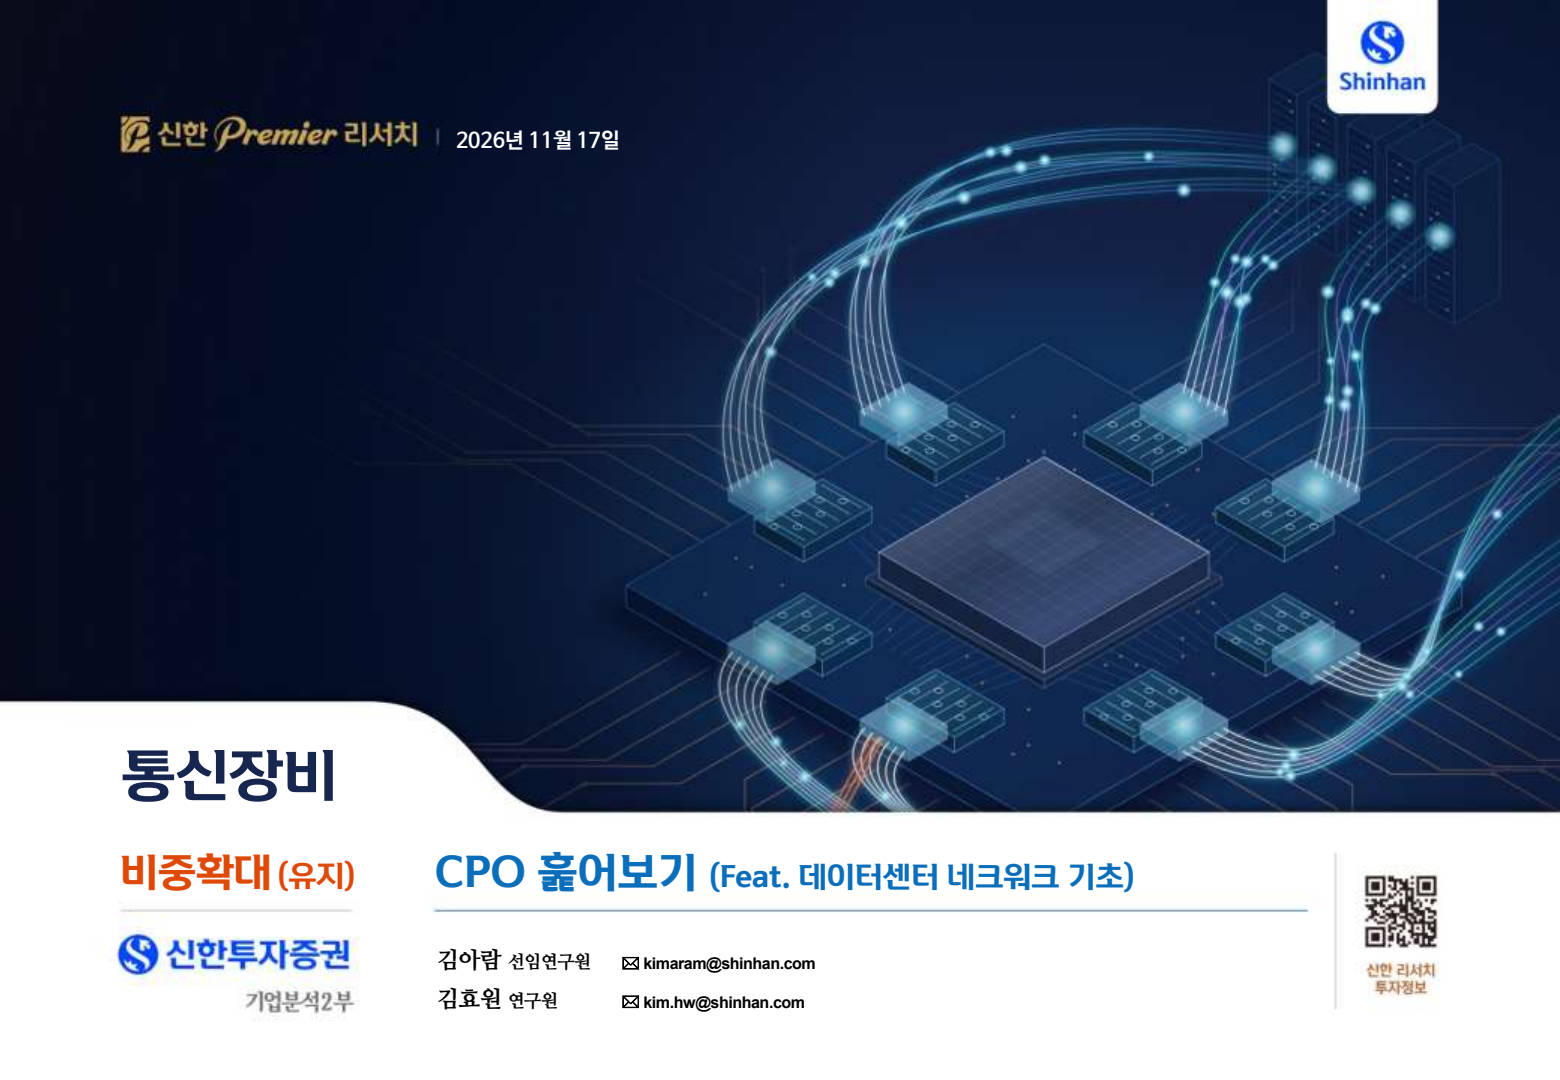 Shinhan
신한 Premier 리서치 | 2026년 11월 17일
통신장비
비중확대 (유지)
CPO 훑어보기 (Feat. 데이터센터 네크워크 기초)
신한투자증권
기업분석2부
김아람 선임연구원 kimaram@shinhan.com
김효원 연구원 kim.hw@shinhan.com
신한 리서치
투자정보